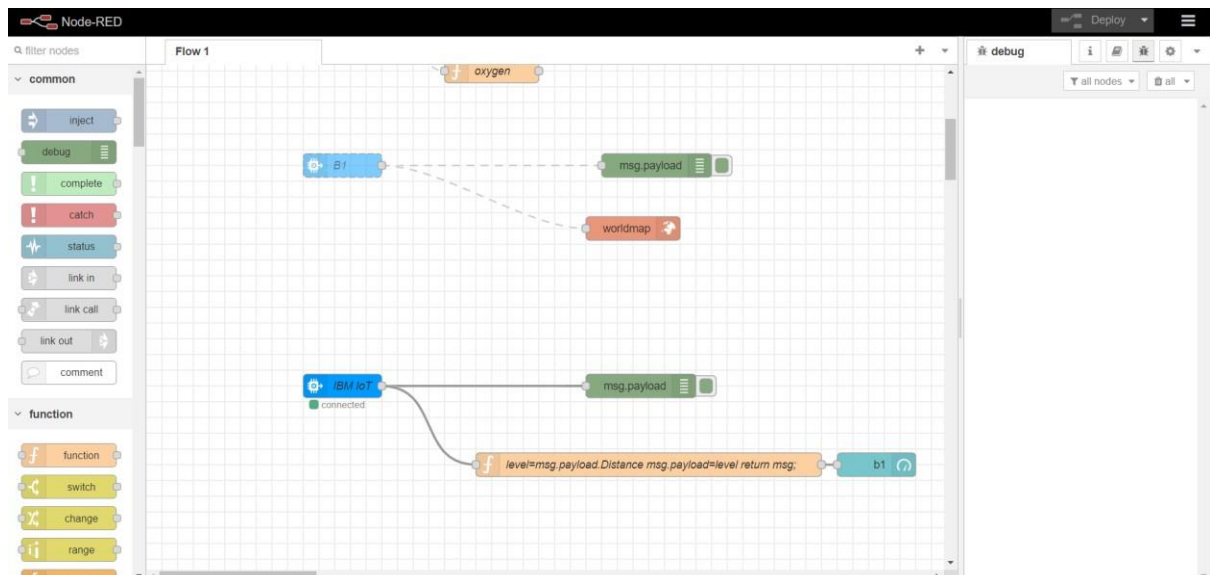 Node-RED
Deploy
filter nodes
Flow 1
debug
i
all nodes
all
common
inject
debug
complete
catch
status
link in
link call
link out
comment
function
function
switch
change
range
oxygen
B1
msg.payload
worldmap
IBM IoT
connected
msg.payload
level=msg.payload.Distance msg.payload=level return msg;
b1